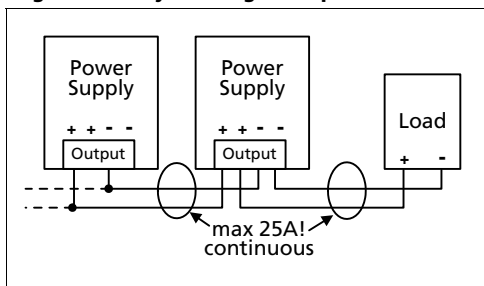 Power
Supply
+ + - -
Output
Power
Supply
+ + - -
Output
Load
+ -
max 25A!
continuous